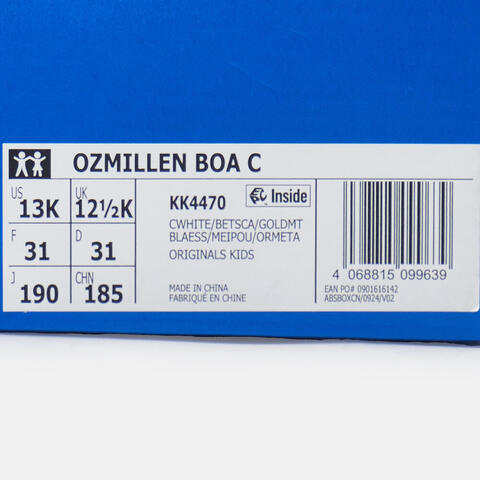 OZMILLEN BOA C
US UK
13K 12½K
F D
31 31
J CHN
190 185
KK4470 Inside
CWHITE/BETSCA/GOLDMT
BLAESS/MEIPOU/ORMETA
ORIGINALS KIDS
MADE IN CHINA
FABRIQUÉ EN CHINE
4 068815 099639
EAN PO# 0901616142
ABSBOXCN/0924/V02